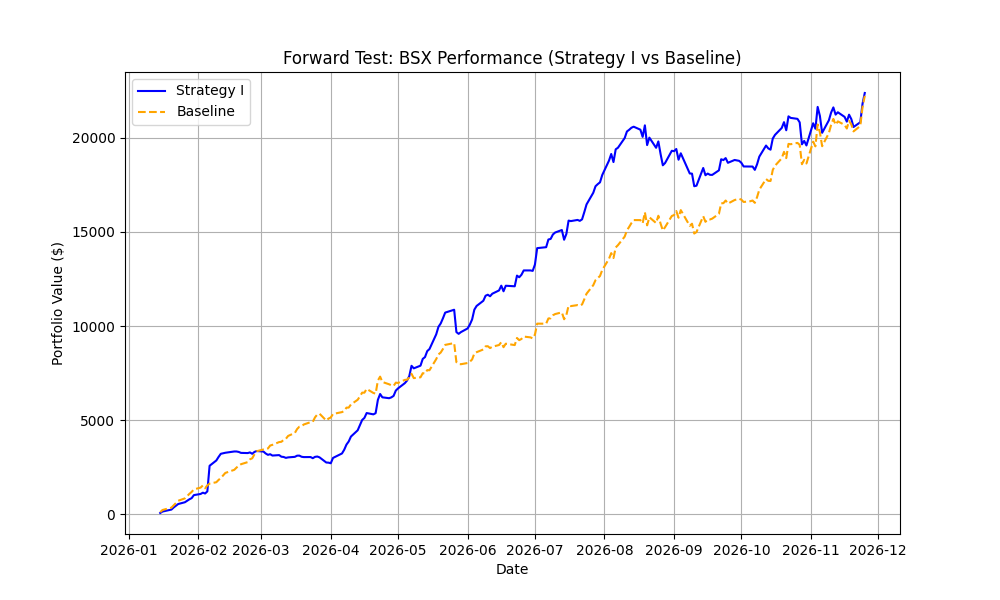 Forward Test: BSX Performance (Strategy I vs Baseline)
Strategy I
Baseline
Portfolio Value ($)
20000
15000
10000
5000
0
2026-01 2026-02 2026-03 2026-04 2026-05 2026-06 2026-07 2026-08 2026-09 2026-10 2026-11 2026-12
Date